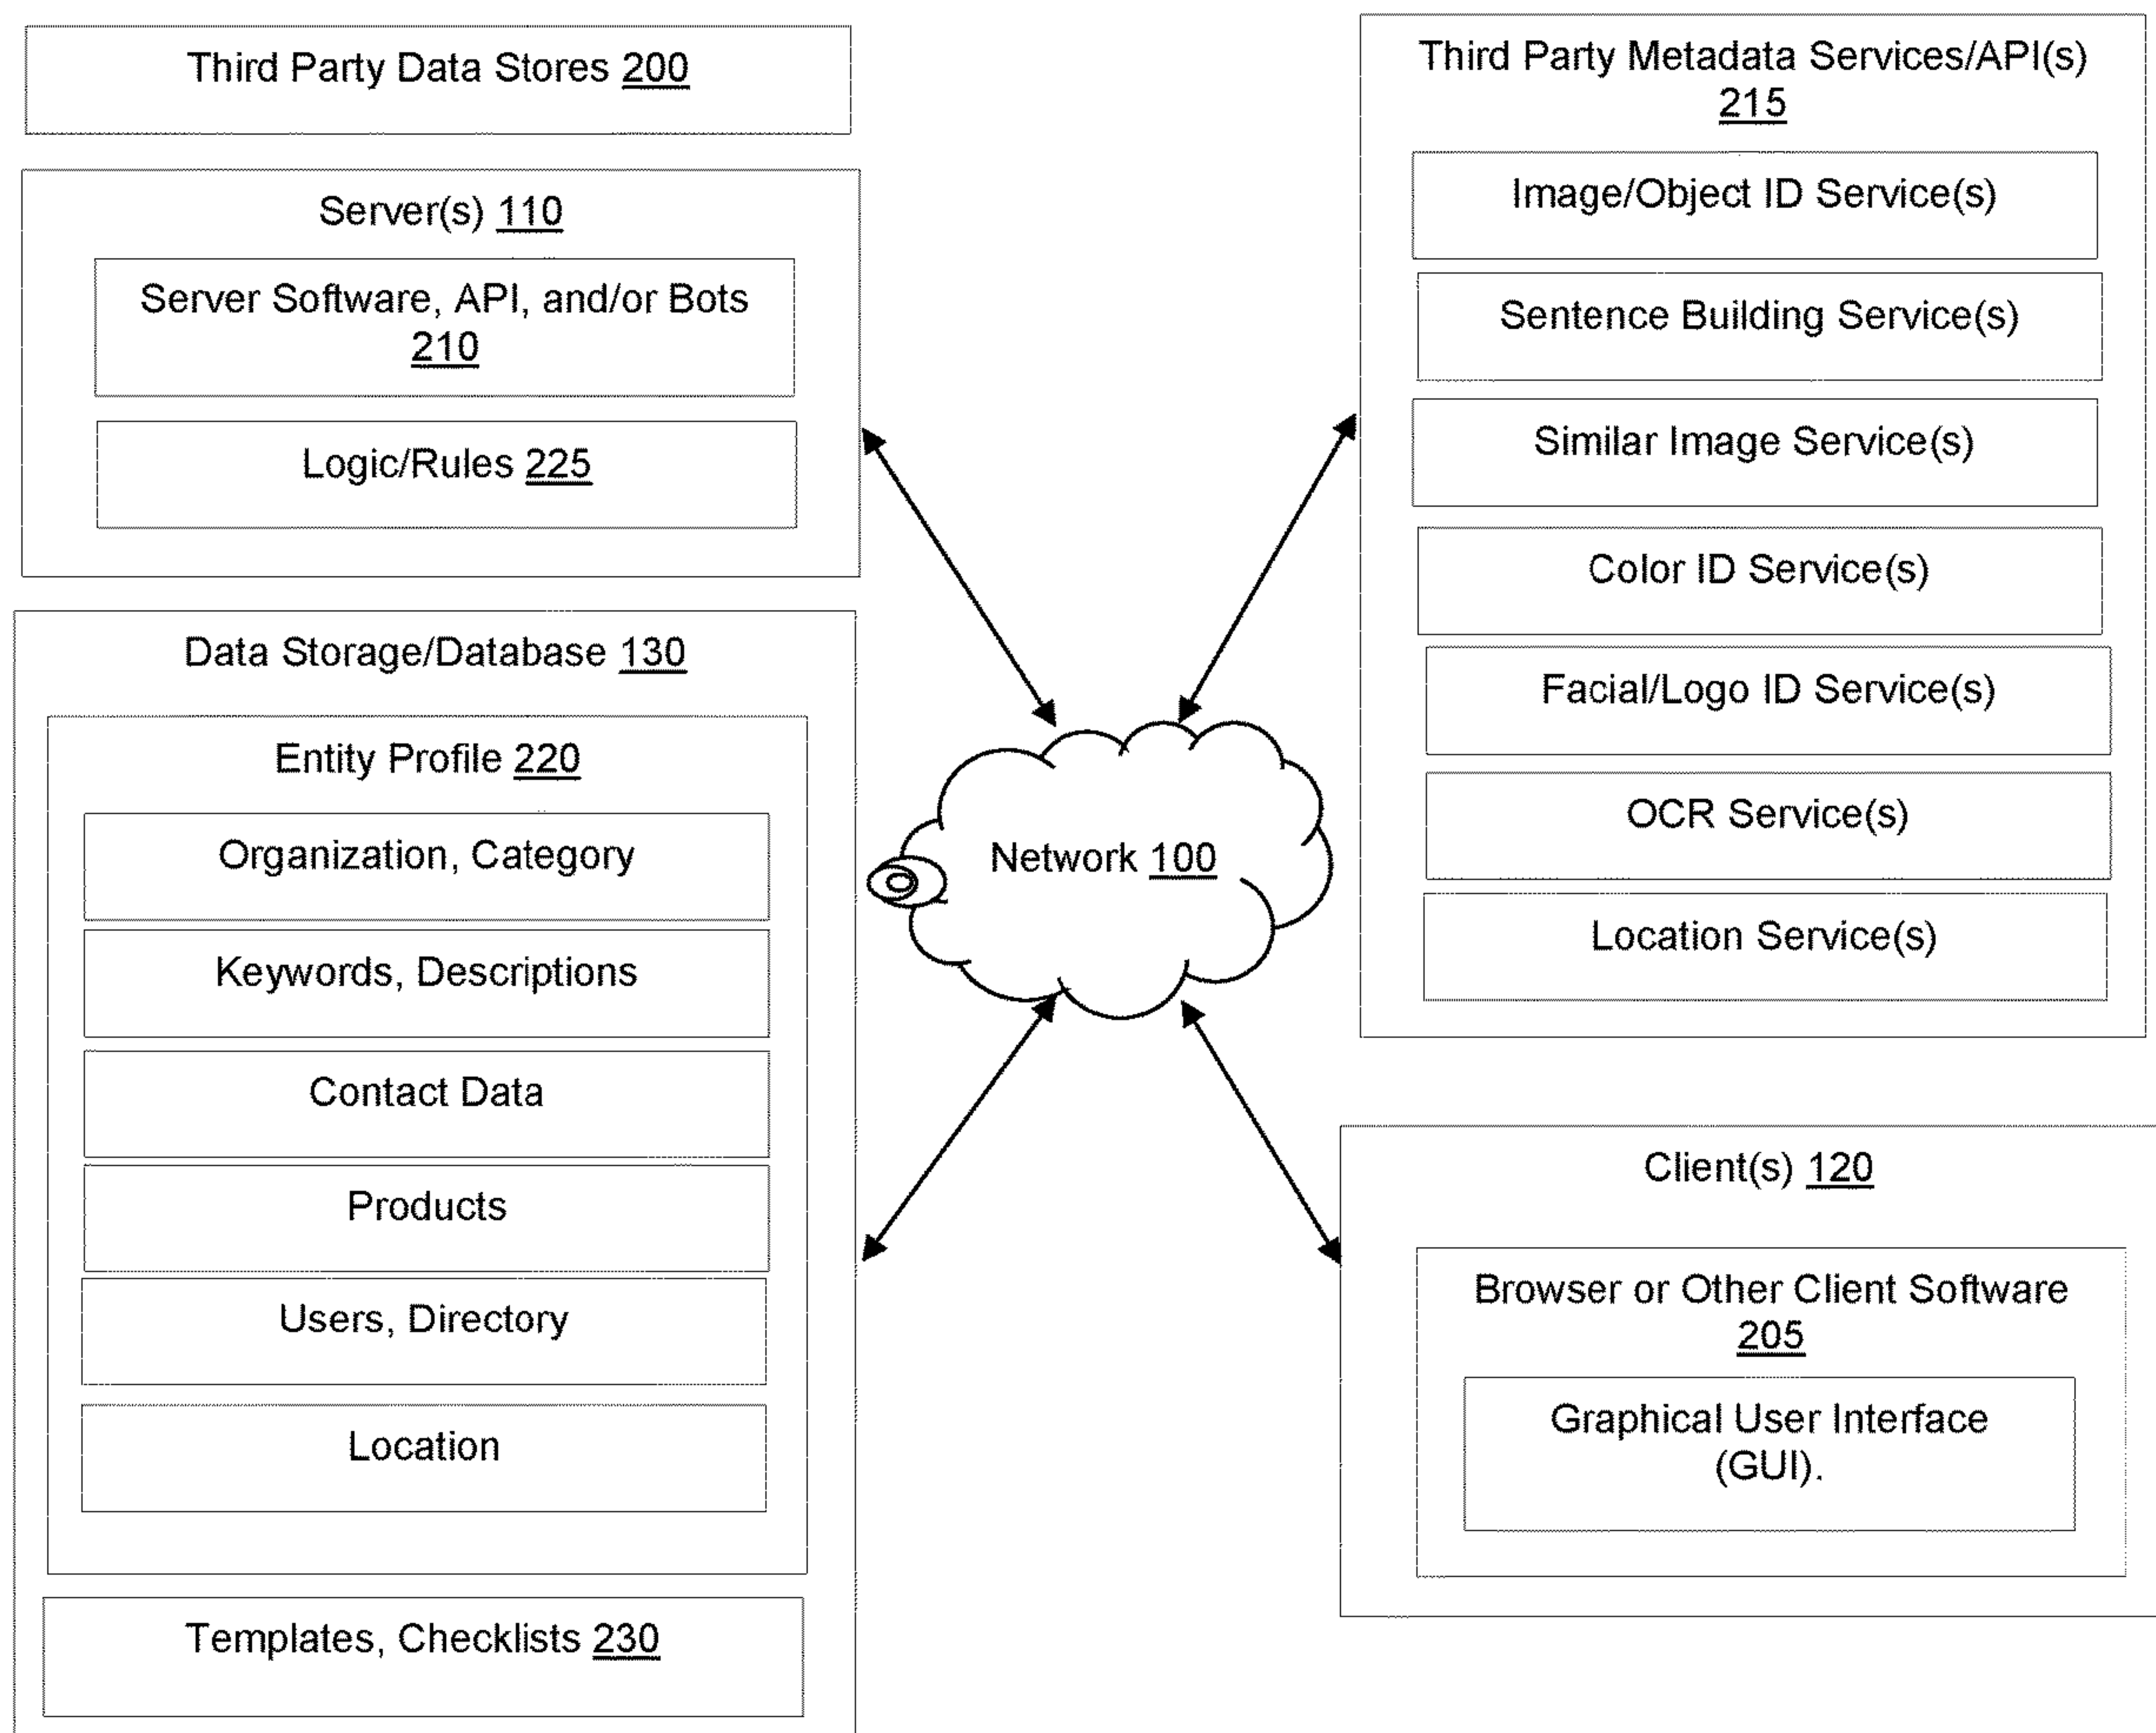 Third Party Data Stores 200
Server(s) 110
Server Software, API, and/or Bots
210
Logic/Rules 225
Data Storage/Database 130
Entity Profile 220
Organization, Category
Keywords, Descriptions
Contact Data
Products
Users, Directory
Location
Templates, Checklists 230
Network 100
Third Party Metadata Services/API(s)
215
Image/Object ID Service(s)
Sentence Building Service(s)
Similar Image Service(s)
Color ID Service(s)
Facial/Logo ID Service(s)
OCR Service(s)
Location Service(s)
Client(s) 120
Browser or Other Client Software
205
Graphical User Interface
(GUI).